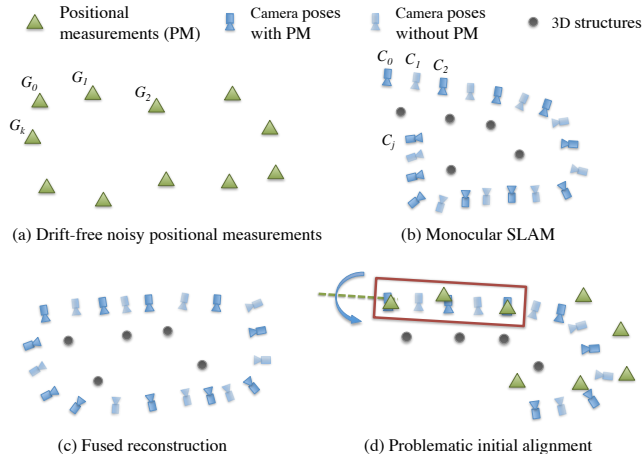 Positional measurements (PM)
Camera poses with PM
Camera poses without PM
3D structures
G0
G1
G2
Gk
C0
C1
C2
Cj
(a) Drift-free noisy positional measurements
(b) Monocular SLAM
(c) Fused reconstruction
(d) Problematic initial alignment